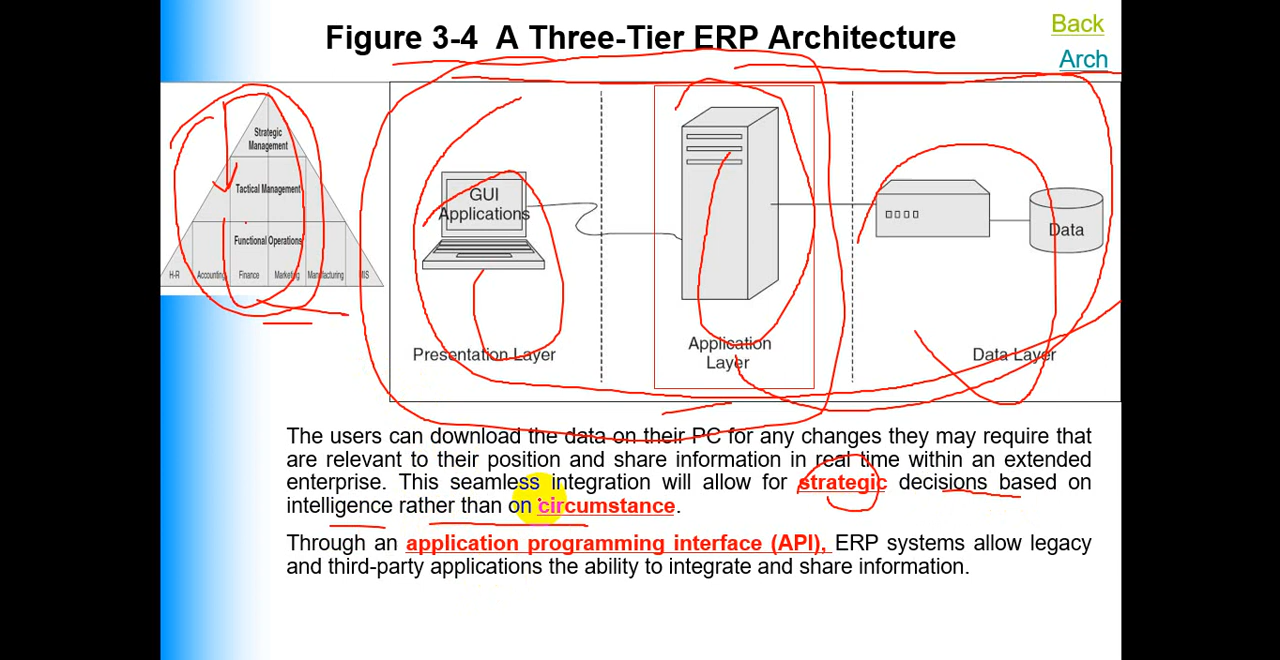 Figure 3-4 A Three-Tier ERP Architecture
Back
Arch
Strategic
Management
Tactical Management
Functional Operations
H-R Accounting Finance Marketing Manufacturing MIS
GUI
Applications
Data
Presentation Layer
Application
Layer
Data Layer
The users can download the data on their PC for any changes they may require that
are relevant to their position and share information in real time within an extended
enterprise. This seamless integration will allow for strategic decisions based on
intelligence rather than on circumstance.
Through an application programming interface (API), ERP systems allow legacy
and third-party applications the ability to integrate and share information.